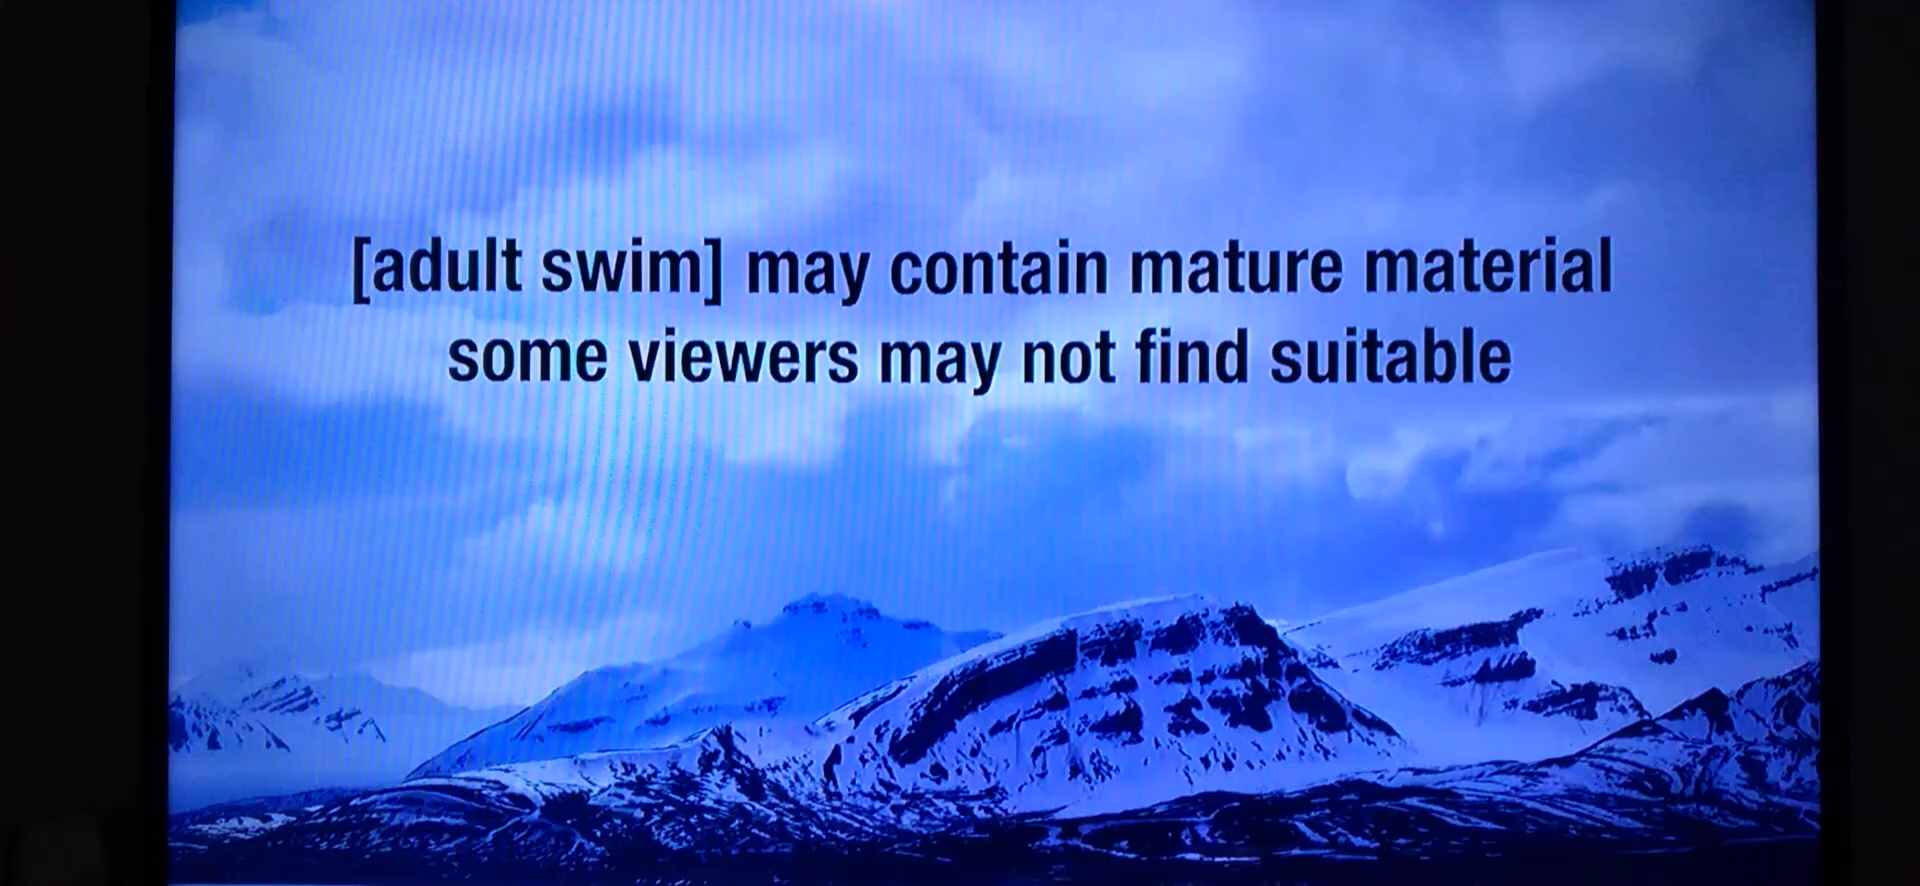 [adult swim] may contain mature material
some viewers may not find suitable